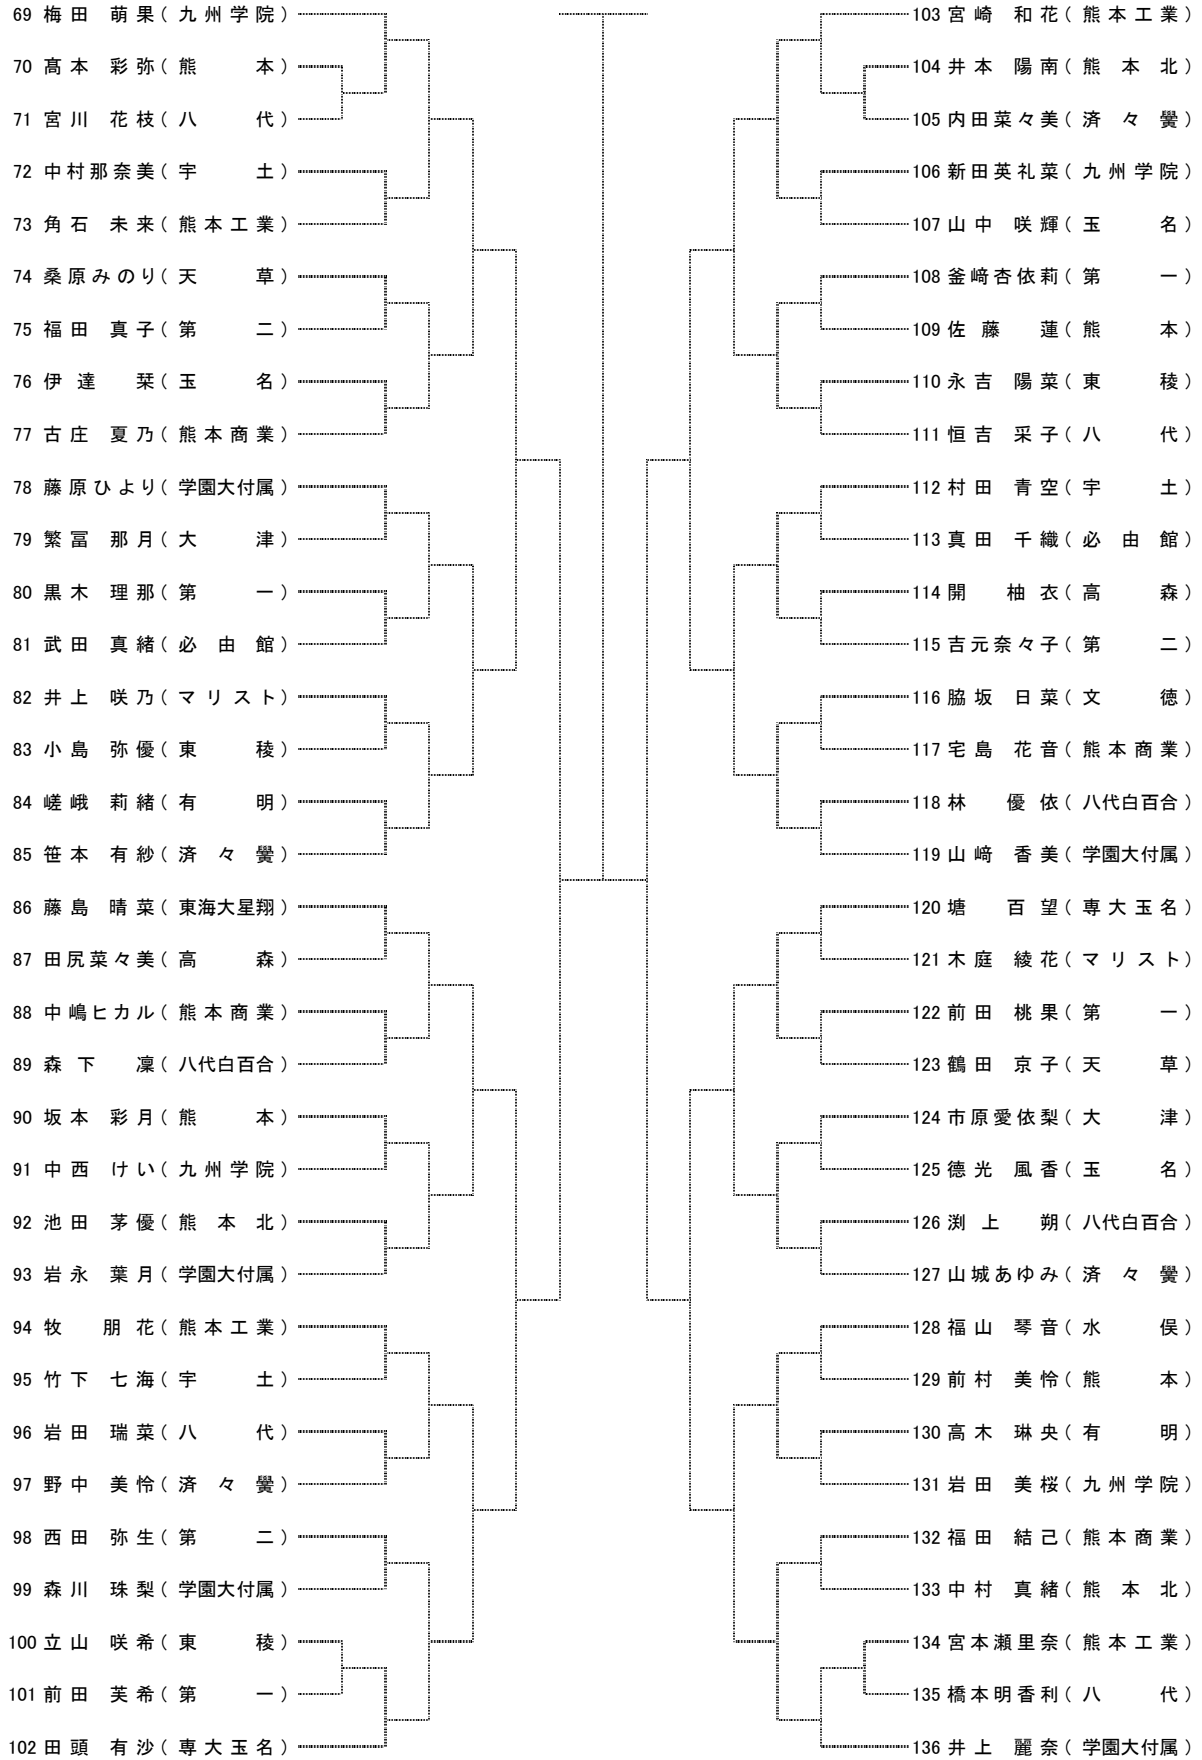 69 梅田 萌果(九州学院)
70 髙本 彩弥(熊本)
71 宮川 花枝(八代)
72 中村那奈美(宇土)
73 角石 未来(熊本工業)
74 桑原みのり(天草)
75 福田 真子(第二)
76 伊達 栞(玉名)
77 古庄 夏乃(熊本商業)
78 藤原ひより(学園大付属)
79 繁冨 那月(大津)
80 黒木 理那(第一)
81 武田 真緒(必由館)
82 井上 咲乃(マリスト)
83 小島 弥優(東稜)
84 嵯峨 莉緒(有明)
85 笹本 有紗(済々黌)
86 藤島 晴菜(東海大星翔)
87 田尻菜々美(高森)
88 中嶋ヒカル(熊本商業)
89 森下 凜(八代白百合)
90 坂本 彩月(熊本)
91 中西 けい(九州学院)
92 池田 茅優(熊本北)
93 岩永 葉月(学園大付属)
94 牧 朋花(熊本工業)
95 竹下 七海(宇土)
96 岩田 瑞菜(八代)
97 野中 美怜(済々黌)
98 西田 弥生(第二)
99 森川 珠梨(学園大付属)
100 立山 咲希(東稜)
101 前田 芙希(第一)
102 田頭 有沙(専大玉名)
103 宮崎 和花(熊本工業)
104 井本 陽南(熊本北)
105 内田菜々美(済々黌)
106 新田英礼菜(九州学院)
107 山中 咲輝(玉名)
108 釜﨑杏依莉(第一)
109 佐藤 蓮(熊本)
110 永吉 陽菜(東稜)
111 恒吉 采子(八代)
112 村田 青空(宇土)
113 真田 千織(必由館)
114 開 柚衣(高森)
115 吉元奈々子(第二)
116 脇坂 日菜(文徳)
117 宅島 花音(熊本商業)
118 林 優依(八代白百合)
119 山﨑 香美(学園大付属)
120 塘 百望(専大玉名)
121 木庭 綾花(マリスト)
122 前田 桃果(第一)
123 鶴田 京子(天草)
124 市原愛依梨(大津)
125 德光 風香(玉名)
126 渕上 朔(八代白百合)
127 山城あゆみ(済々黌)
128 福山 琴音(水俣)
129 前村 美怜(熊本)
130 高木 琳央(有明)
131 岩田 美桜(九州学院)
132 福田 結己(熊本商業)
133 中村 真緒(熊本北)
134 宮本瀬里奈(熊本工業)
135 橋本明香利(八代)
136 井上 麗奈(学園大付属)